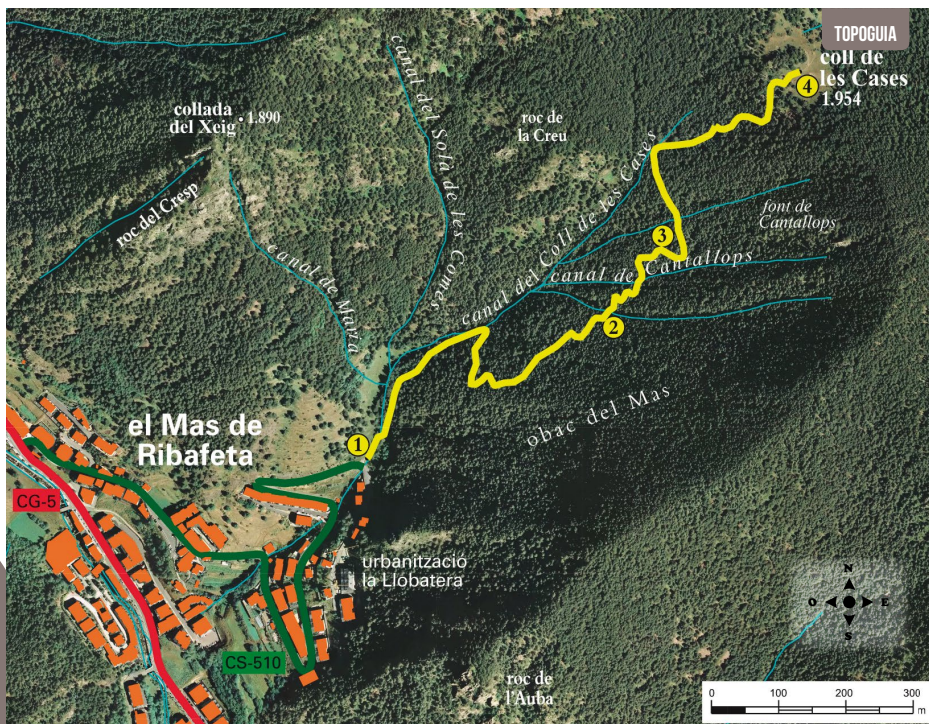 TOPOGUIA
coll de
les Cases
1.954
4
collada
del Xeig
1.890
canal del Solà de les Comes
roc de
la Creu
roc del Cresp
canal del Coll de les Cases
font de
Cantallops
3
canal de Maria
canal de Cantallops
2
obac del Mas
el Mas de
Ribafeta
1
CG-5
urbanització
la Llobatera
CS-510
N
O
E
S
roc de
l'Auba
0 100 200 300
m